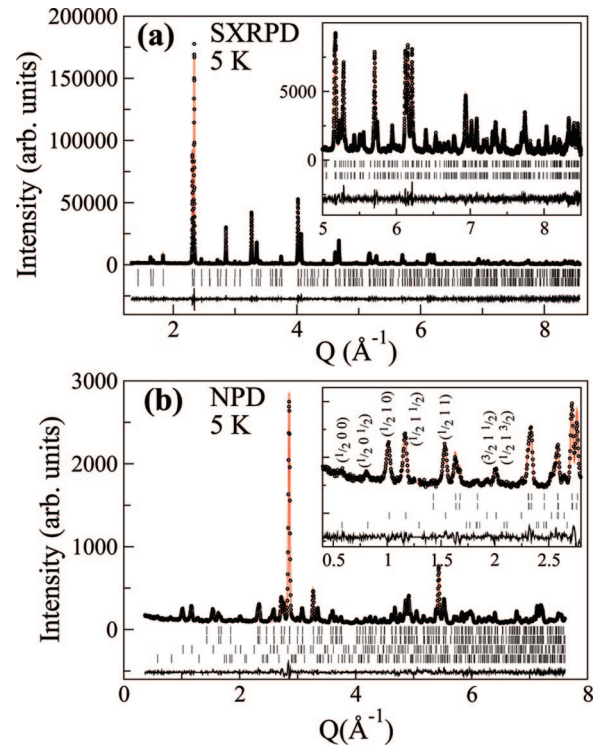 (a) SXRPD
5 K
Intensity (arb. units)
200000
150000
100000
50000
0
5000
0
5 6 7 8
2 4 6 8
Q (Å⁻¹)
(b) NPD
5 K
Intensity (arb. units)
3000
2000
1000
0
(½ 0 0)
(½ 0 ½)
(½ 1 0)
(½ 1 ½)
(½ 1 1)
(3/2 1 ½)
(½ 1 3/2)
0.5 1 1.5 2 2.5
0 2 4 6 8
Q(Å⁻¹)